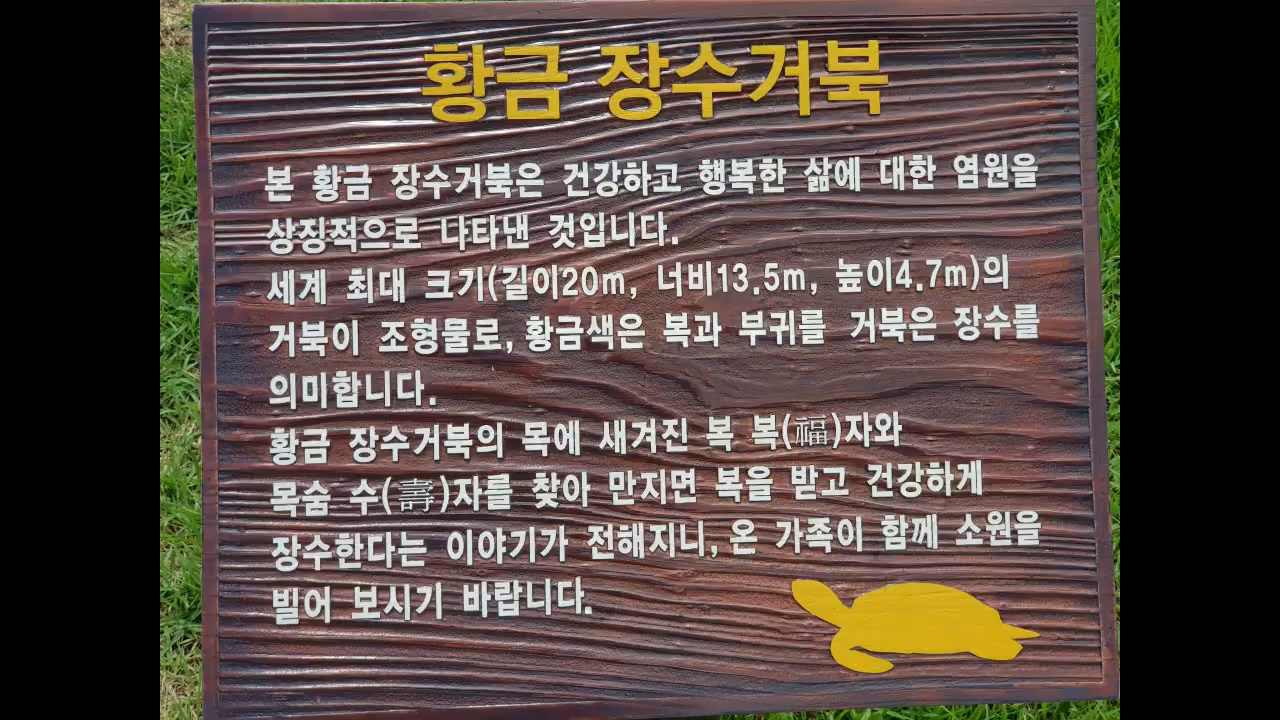 황금 장수거북
본 황금 장수거북은 건강하고 행복한 삶에 대한 염원을
상징적으로 나타낸 것입니다.
세계 최대 크기(길이20m, 너비13.5m, 높이4.7m)의
거북이 조형물로, 황금색은 복과 부귀를 거북은 장수를
의미합니다.
황금 장수거북의 목에 새겨진 복 복(福)자와
목숨 수(壽)자를 찾아 만지면 복을 받고 건강하게
장수한다는 이야기가 전해지니, 온 가족이 함께 소원을
빌어 보시기 바랍니다.